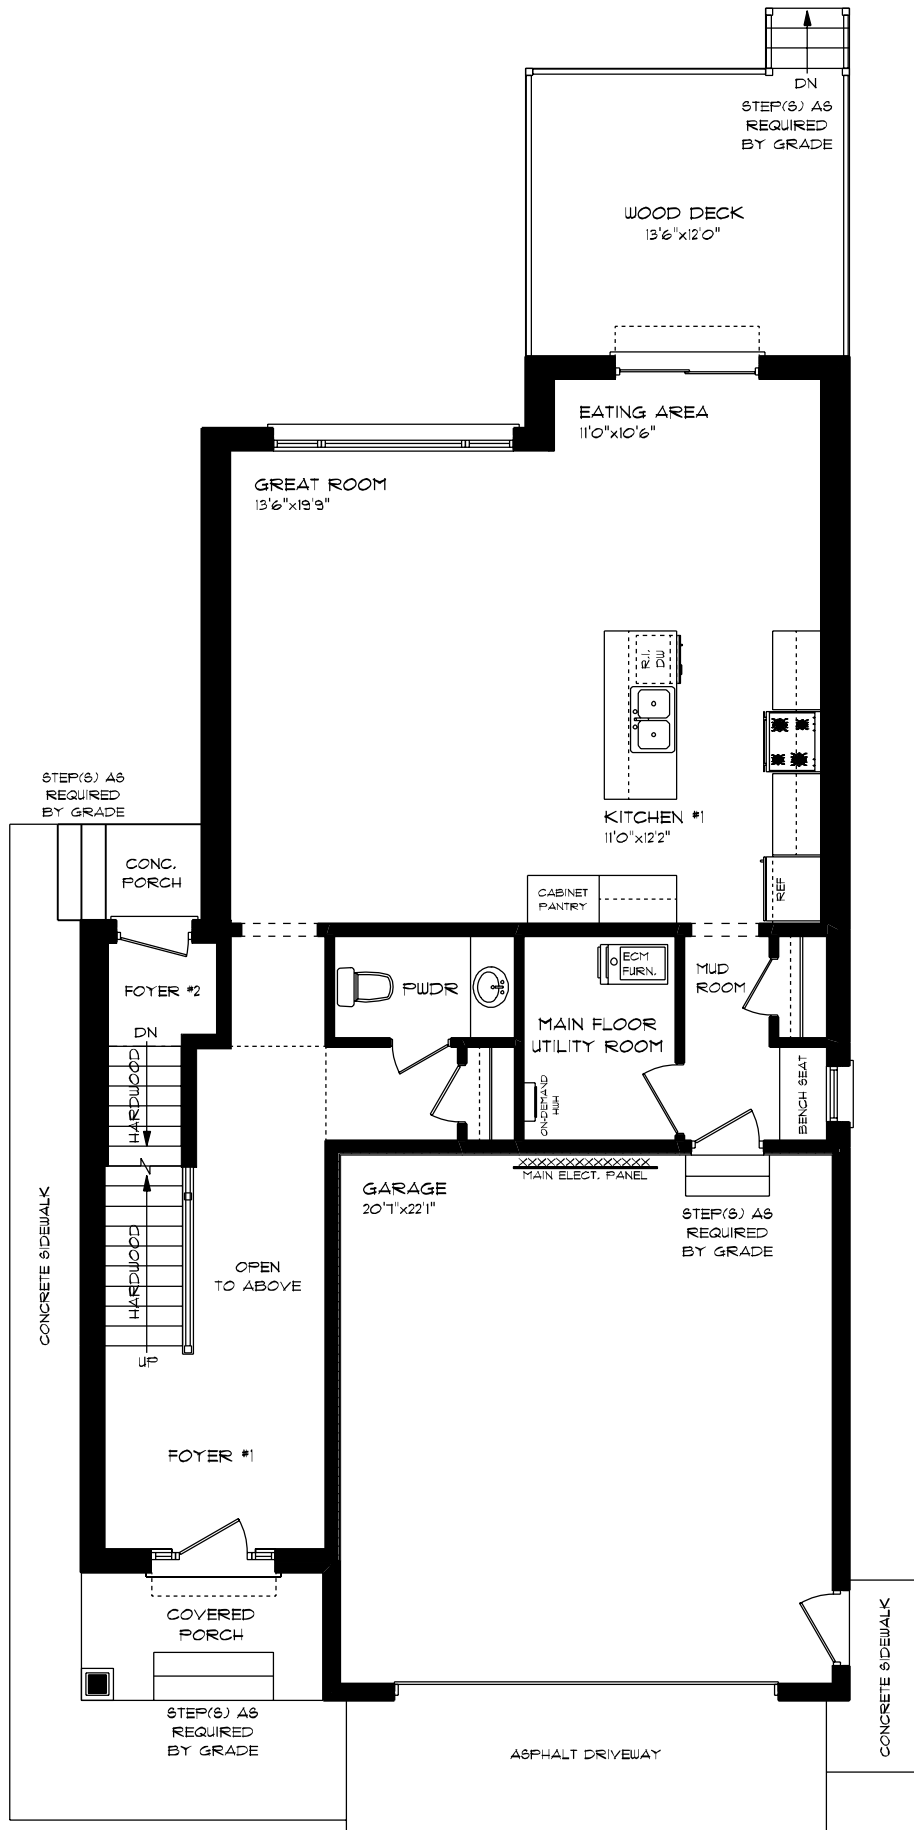 DN
STEP(S) AS
REQUIRED
BY GRADE
WOOD DECK
13'6"x12'0"
EATING AREA
11'0"x10'6"
GREAT ROOM
13'6"x19'9"
R.I.
DW
STEP(S) AS
REQUIRED
BY GRADE
KITCHEN #1
11'0"x12'2"
CONC.
PORCH
CABINET
PANTRY
REF
ECM
FURN.
MUD
ROOM
FOYER #2
PWDR
MAIN FLOOR
UTILITY ROOM
DN
HARDWOOD
ON-DEMAND
HWH
BENCH SEAT
MAIN ELECT. PANEL
GARAGE
20'7"x22'1"
STEP(S) AS
REQUIRED
BY GRADE
CONCRETE SIDEWALK
HARDWOOD
OPEN
TO ABOVE
UP
FOYER #1
COVERED
PORCH
CONCRETE SIDEWALK
STEP(S) AS
REQUIRED
BY GRADE
ASPHALT DRIVEWAY